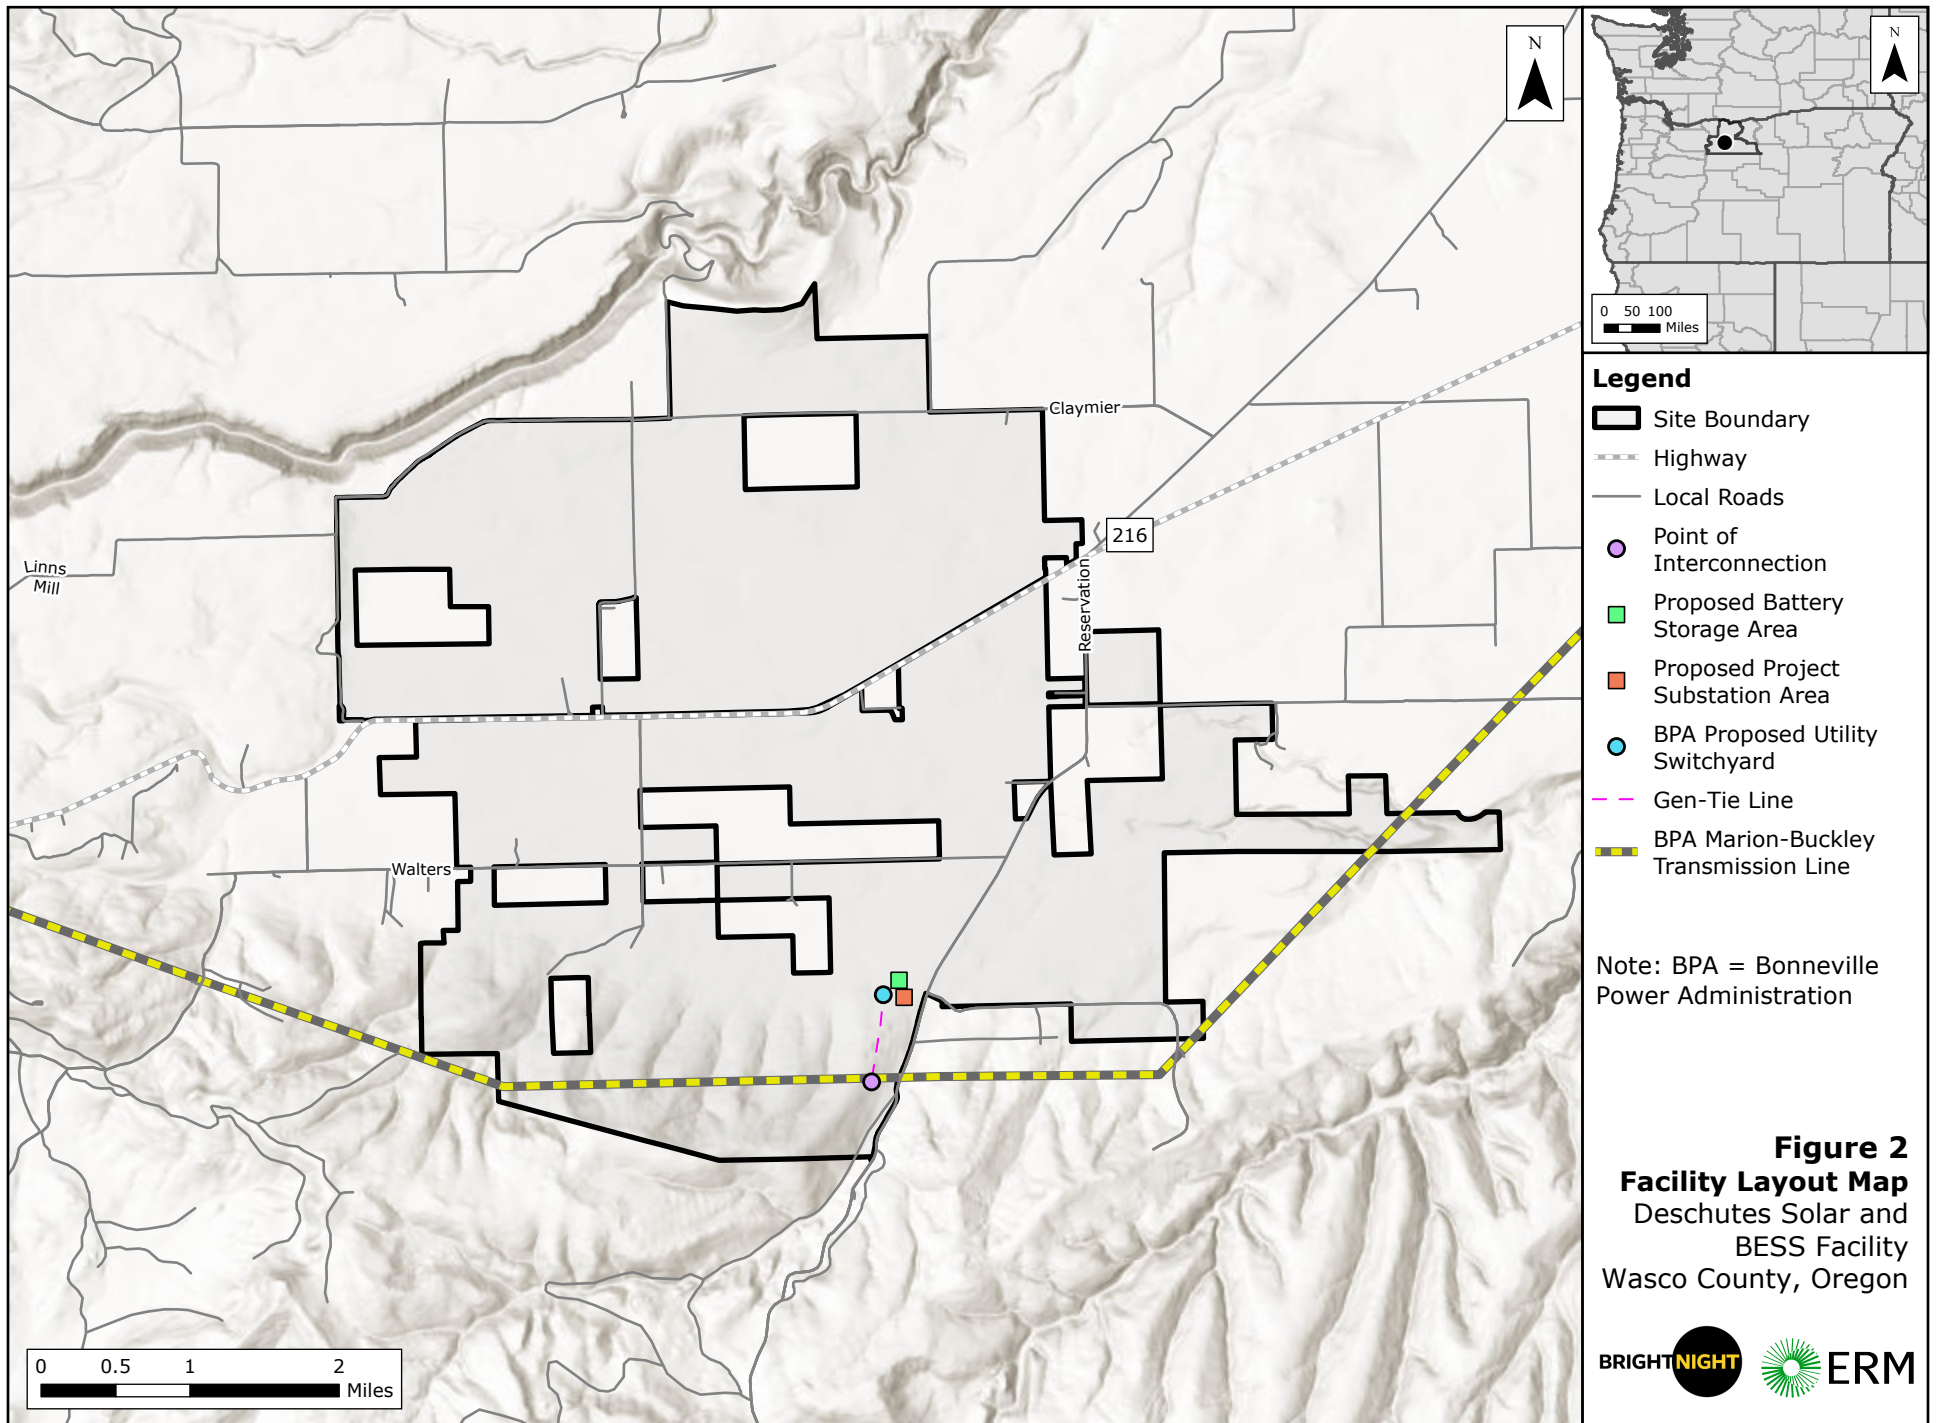 N
N
0 50 100
Miles
Claymier
216
Reservation
Linns
Mill
Walters
0 0.5 1 2
Miles
Legend
Site Boundary
Highway
Local Roads
Point of
Interconnection
Proposed Battery
Storage Area
Proposed Project
Substation Area
BPA Proposed Utility
Switchyard
Gen-Tie Line
BPA Marion-Buckley
Transmission Line
Note: BPA = Bonneville
Power Administration
Figure 2
Facility Layout Map
Deschutes Solar and
BESS Facility
Wasco County, Oregon
BRIGHTNIGHT
ERM